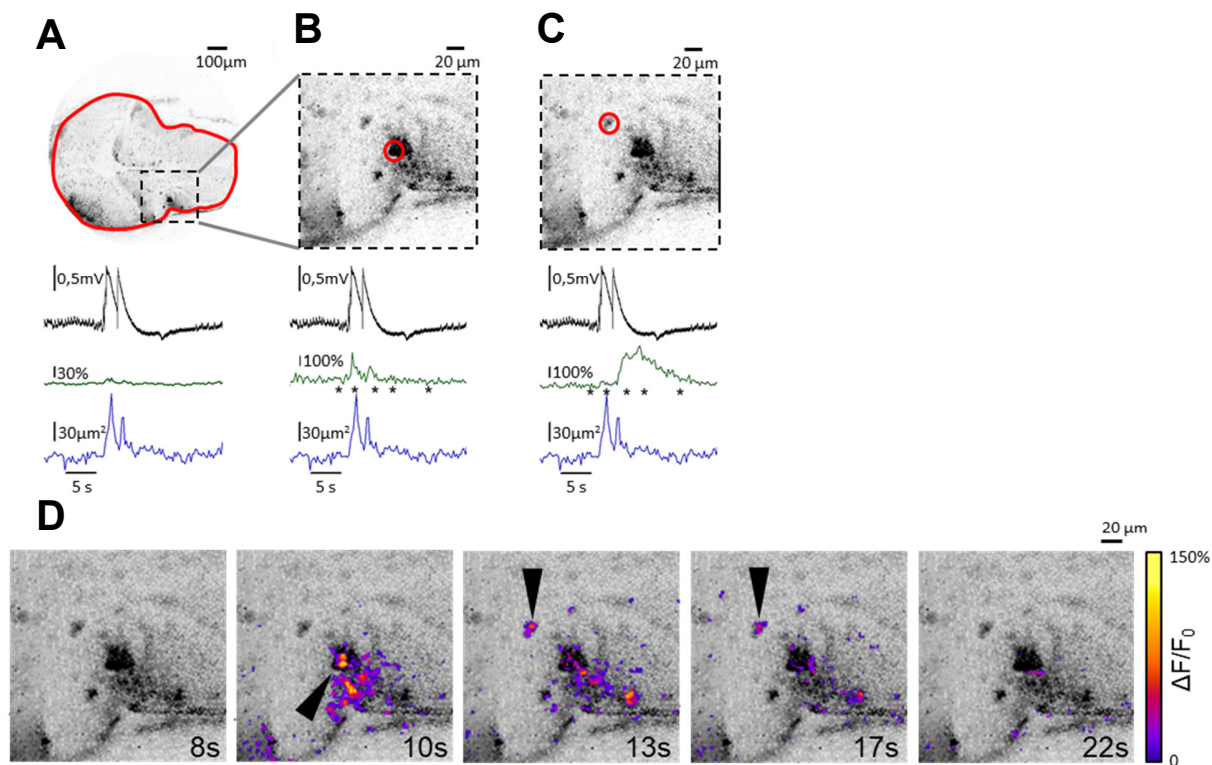 A
B
C
100µm
20 µm
20 µm
0,5mV
0,5mV
0,5mV
30%
100%
100%
* * * * *
* * * * *
30µm²
30µm²
30µm²
5 s
5 s
5 s
D
20 µm
150%
ΔF/F0
0
8s
10s
13s
17s
22s